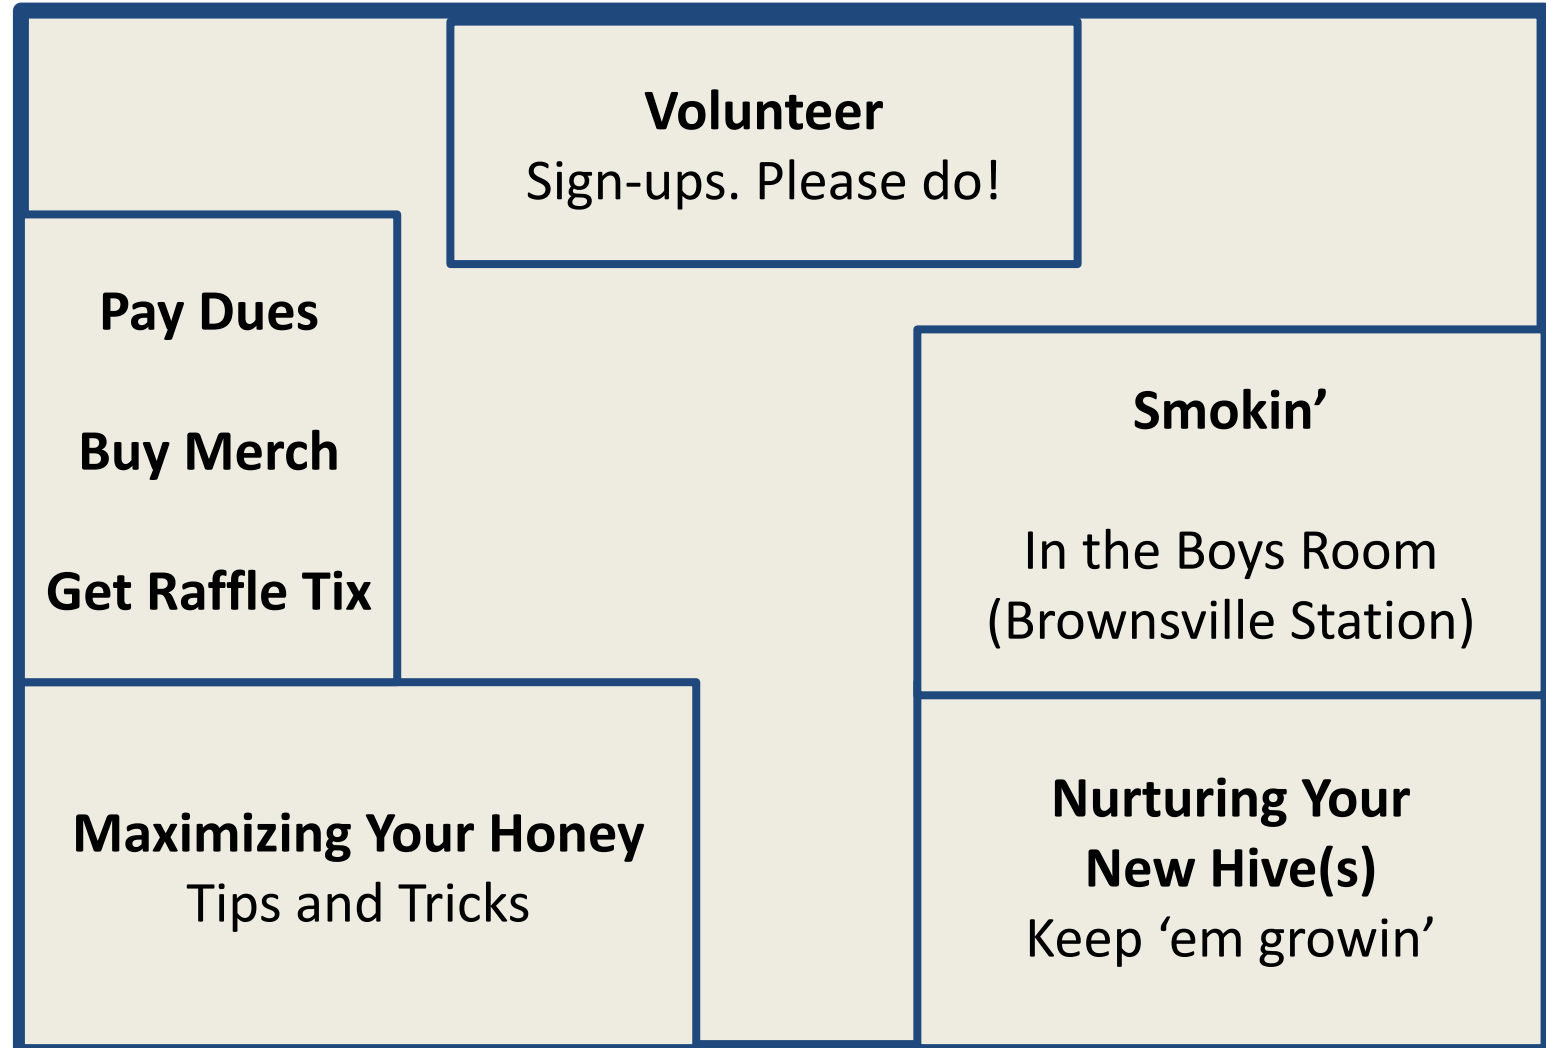 Volunteer
Sign-ups. Please do!
Pay Dues
Buy Merch
Get Raffle Tix
Smokin’
In the Boys Room
(Brownsville Station)
Maximizing Your Honey
Tips and Tricks
Nurturing Your
New Hive(s)
Keep ‘em growin’